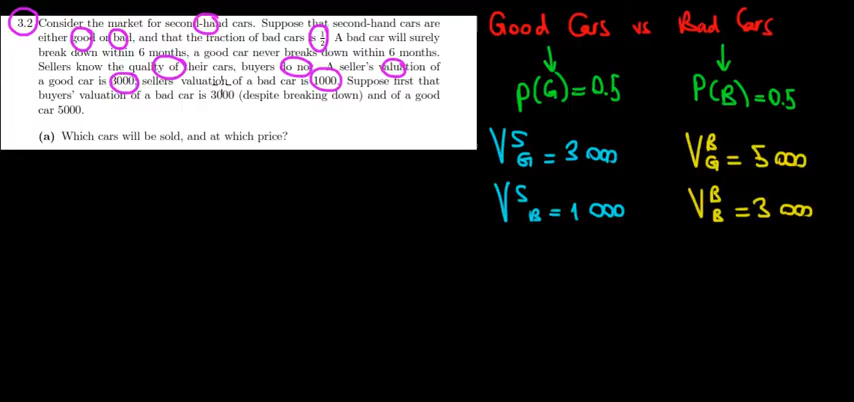 3.2 Consider the market for second-hand cars. Suppose that second-hand cars are
either good or bad, and that the fraction of bad cars is 1/2. A bad car will surely
break down within 6 months, a good car never breaks down within 6 months.
Sellers know the quality of their cars, buyers do not. A seller's valuation of
a good car is 3000; sellers' valuation of a bad car is 1000. Suppose first that
buyers' valuation of a bad car is 3000 (despite breaking down) and of a good
car 5000.
(a) Which cars will be sold, and at which price?
Good Cars vs Bad Cars
P(G)=0.5 P(B)=0.5
V^S_G = 3000 V^B_G = 5000
V^S_B = 1000 V^B_B = 3000